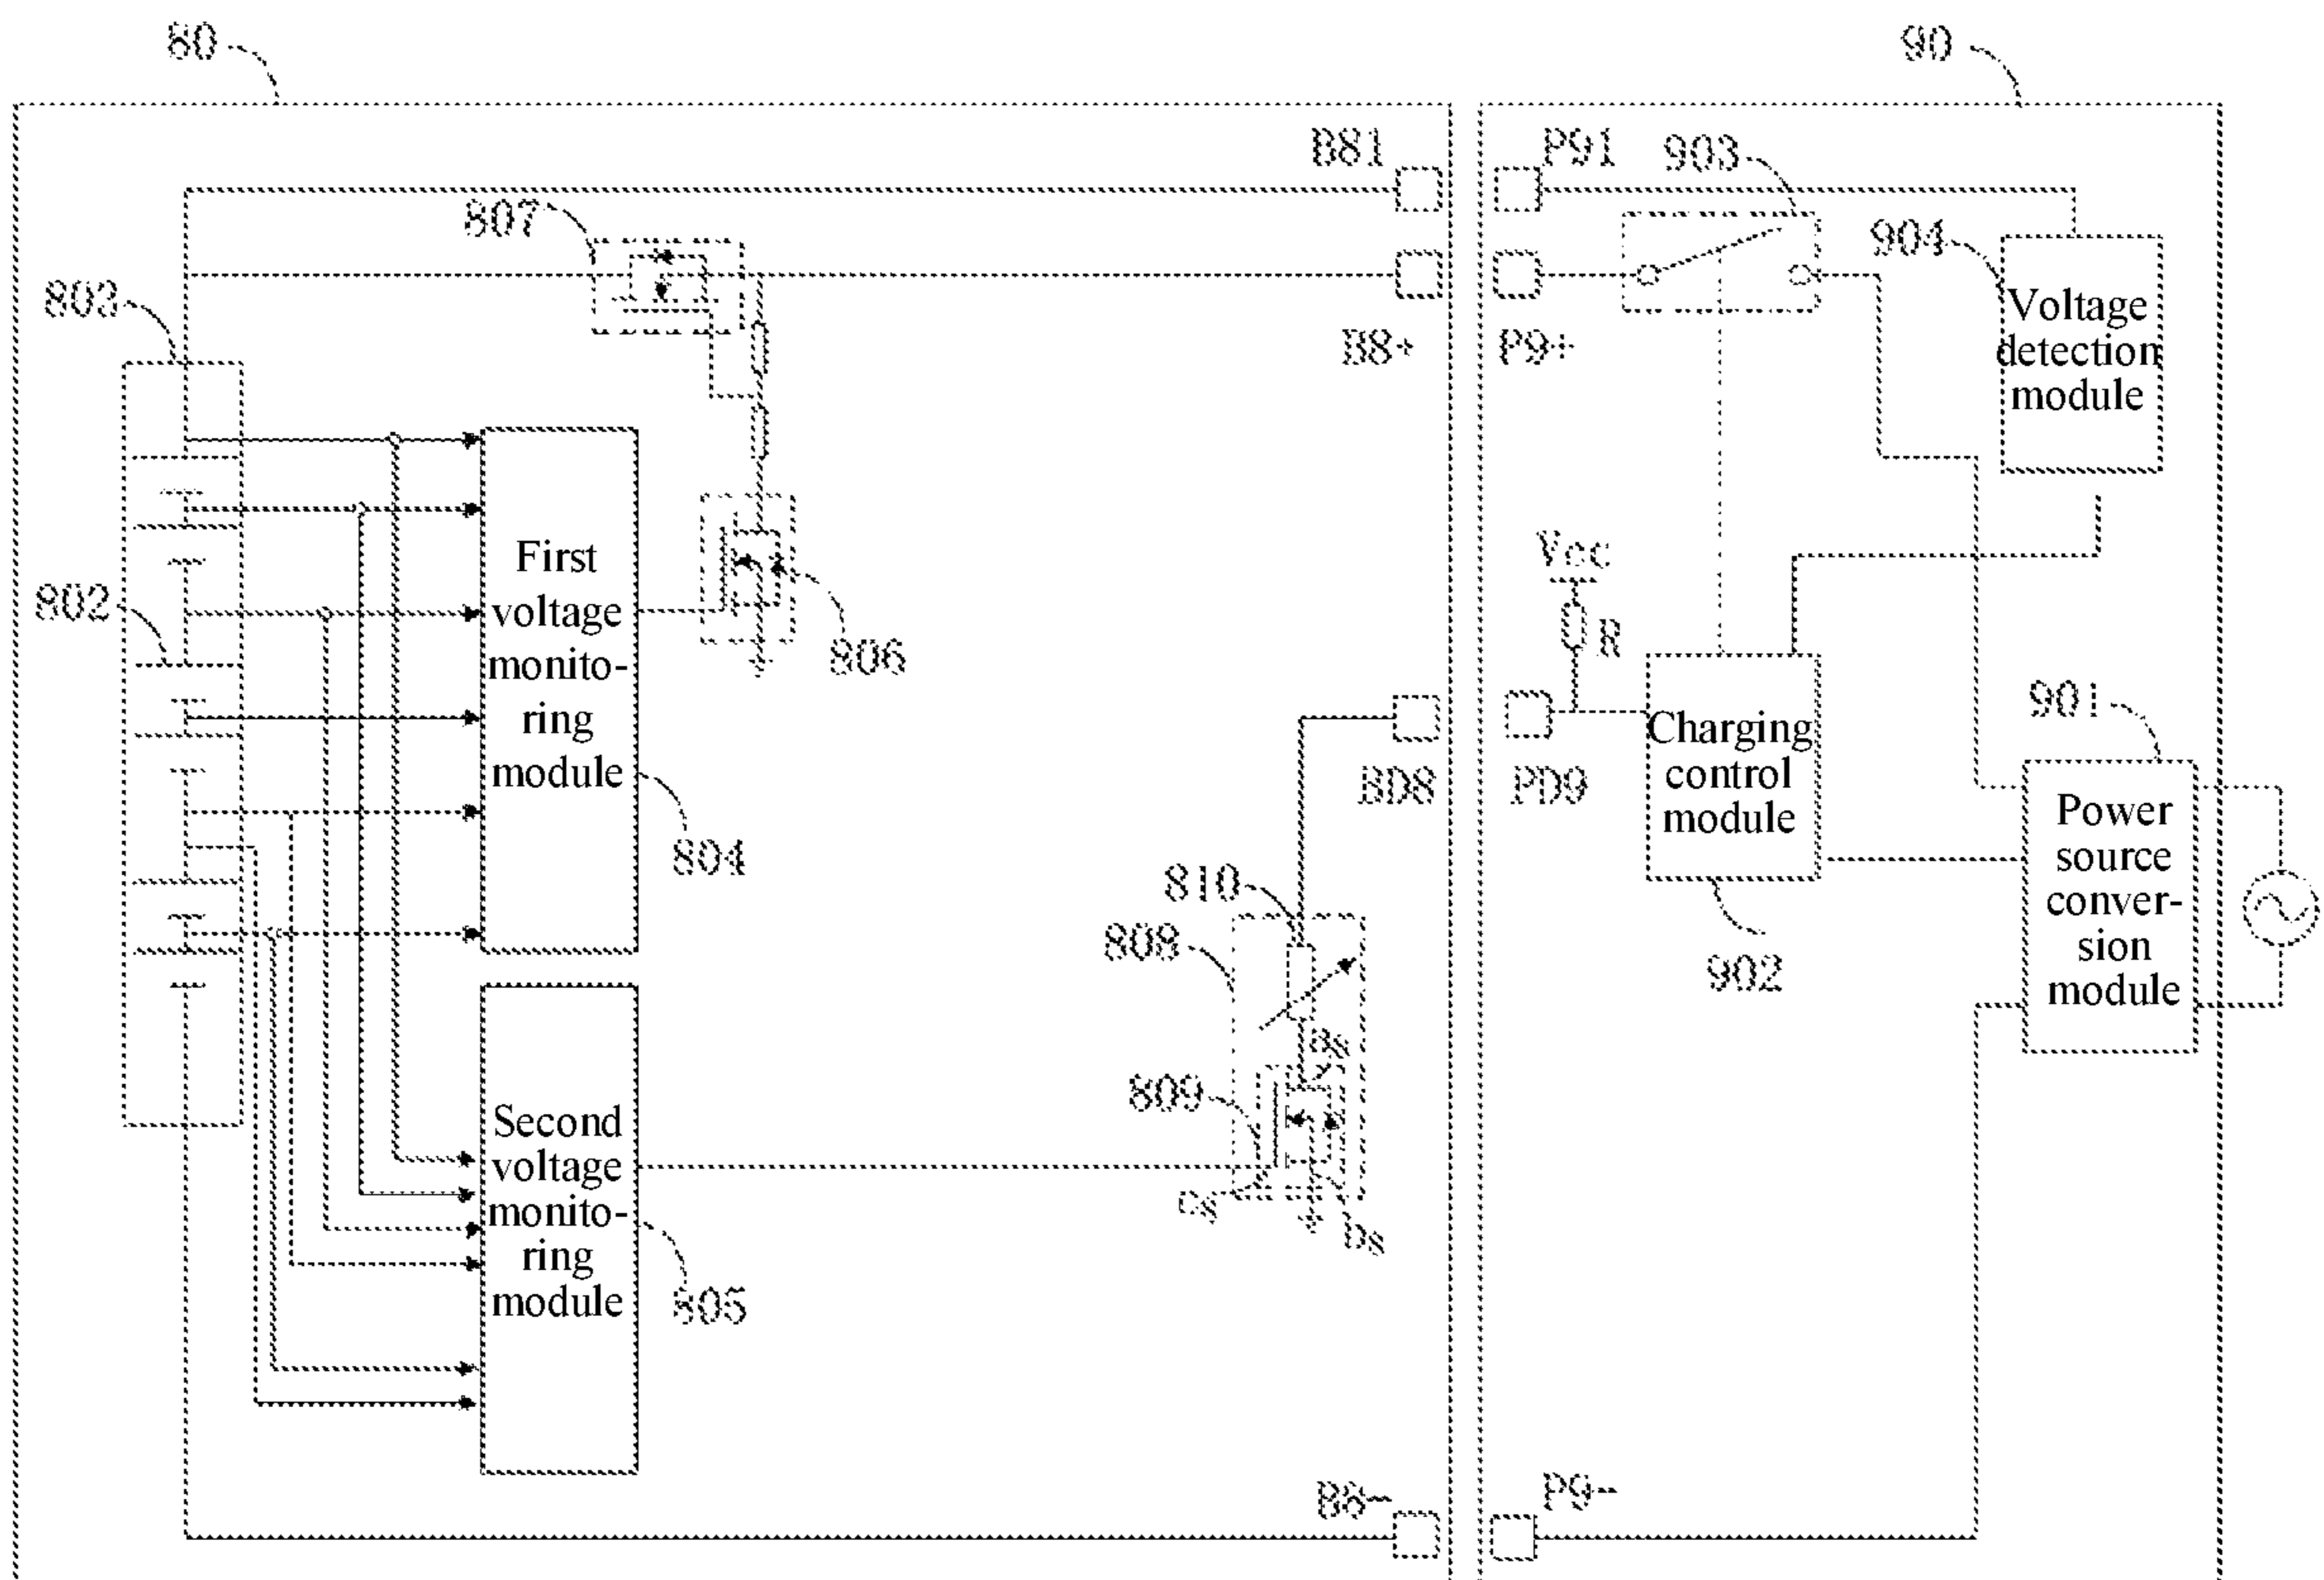 80
90
B81
P91
903
807
904
803
B8+
P9+
Voltage
detection
module
First
voltage
monito-
ring
module
802
806
Vcc
R
901
Charging
control
module
BD8
PD9
Power
source
conver-
sion
module
804
810
808
902
809
Second
voltage
monito-
ring
module
805
B8-
P9-